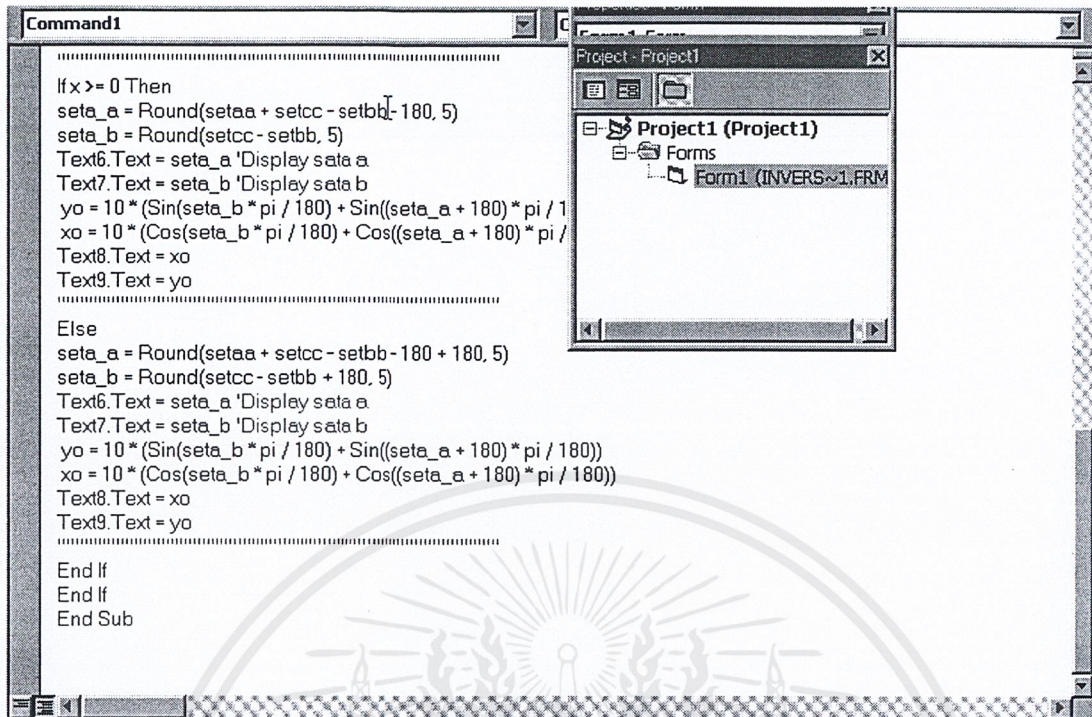 Command1
Project - Project1
Project1 (Project1)
Forms
Form1 (INVERS~1.FRM
If x >= 0 Then
seta_a = Round(setaa + setcc - setbb - 180, 5)
seta_b = Round(setcc - setbb, 5)
Text6.Text = seta_a 'Display sata a
Text7.Text = seta_b 'Display sata b
yo = 10 * (Sin(seta_b * pi / 180) + Sin((seta_a + 180) * pi / 1
xo = 10 * (Cos(seta_b * pi / 180) + Cos((seta_a + 180) * pi /
Text8.Text = xo
Text9.Text = yo
Else
seta_a = Round(setaa + setcc - setbb - 180 + 180, 5)
seta_b = Round(setcc - setbb + 180, 5)
Text6.Text = seta_a 'Display sata a
Text7.Text = seta_b 'Display sata b
yo = 10 * (Sin(seta_b * pi / 180) + Sin((seta_a + 180) * pi / 180))
xo = 10 * (Cos(seta_b * pi / 180) + Cos((seta_a + 180) * pi / 180))
Text8.Text = xo
Text9.Text = yo
End If
End If
End Sub